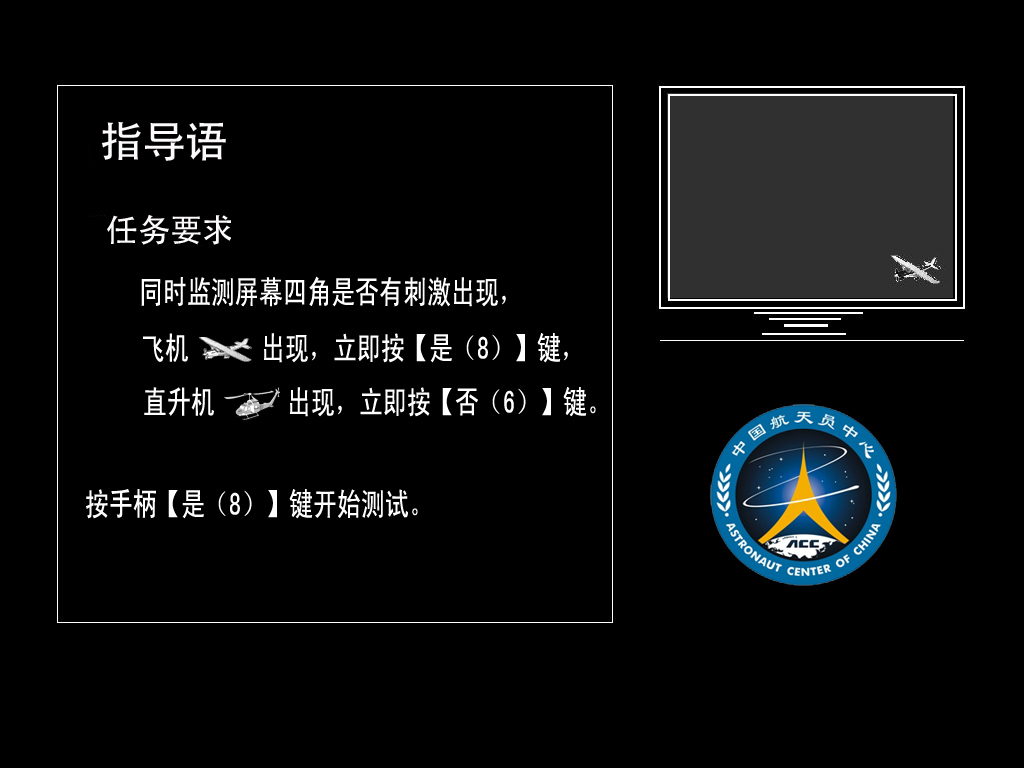 指导语
任务要求
同时监测屏幕四角是否有刺激出现，
飞机 出现，立即按【是（8）】键，
直升机 出现，立即按【否（6）】键。
按手柄【是（8）】键开始测试。
中国航天员中心
ACC
ASTRONAUT CENTER OF CHINA